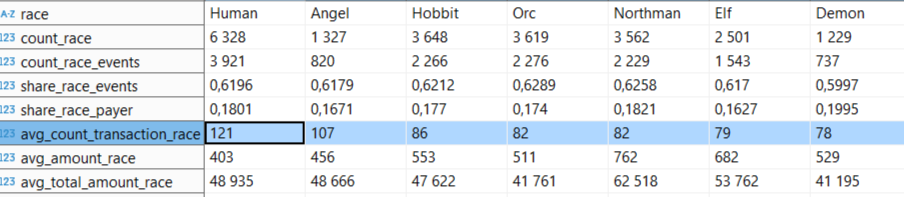 A-Z race Human Angel Hobbit Orc Northman Elf Demon
123 count_race 6 328 1 327 3 648 3 619 3 562 2 501 1 229
123 count_race_events 3 921 820 2 266 2 276 2 229 1 543 737
123 share_race_events 0,6196 0,6179 0,6212 0,6289 0,6258 0,617 0,5997
123 share_race_payer 0,1801 0,1671 0,177 0,174 0,1821 0,1627 0,1995
123 avg_count_transaction_race 121 107 86 82 82 79 78
123 avg_amount_race 403 456 553 511 762 682 529
123 avg_total_amount_race 48 935 48 666 47 622 41 761 62 518 53 762 41 195